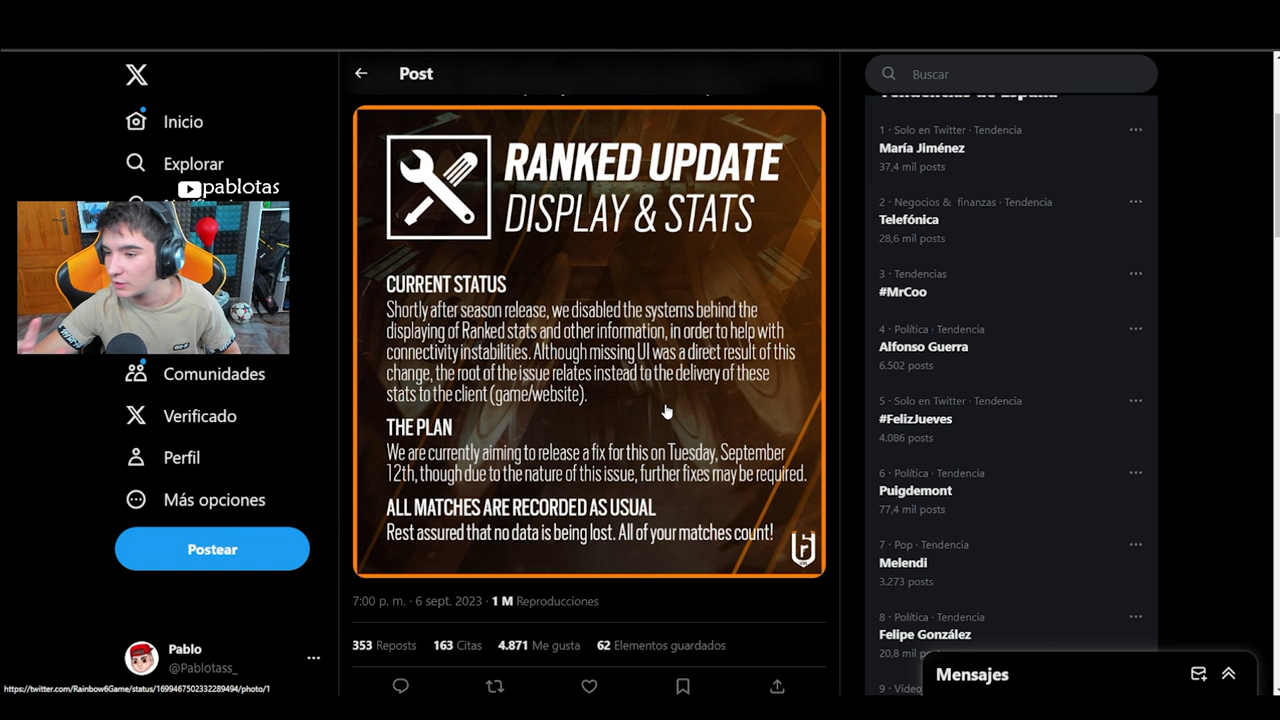 Post
Buscar
Inicio
Explorar
pablotas
Comunidades
Verificado
Perfil
Más opciones
Postear
Pablo
@Pablotass_
https://twitter.com/Rainbow6Game/status/1699467502332289494/photo/1
RANKED UPDATE
DISPLAY & STATS
CURRENT STATUS
Shortly after season release, we disabled the systems behind the
displaying of Ranked stats and other information, in order to help with
connectivity instabilities. Although missing UI was a direct result of this
change, the root of the issue relates instead to the delivery of these
stats to the client (game/website).
THE PLAN
We are currently aiming to release a fix for this on Tuesday, September
12th, though due to the nature of this issue, further fixes may be required.
ALL MATCHES ARE RECORDED AS USUAL
Rest assured that no data is being lost. All of your matches count!
7:00 p. m. · 6 sept. 2023 · 1 M Reproducciones
353 Reposts 163 Citas 4.871 Me gusta 62 Elementos guardados
Tendencias de España
1 · Solo en Twitter · Tendencia
María Jiménez
37,4 mil posts
2 · Negocios & finanzas · Tendencia
Telefónica
28,6 mil posts
3 · Tendencias
#MrCoo
4 · Política · Tendencia
Alfonso Guerra
6.502 posts
5 · Solo en Twitter · Tendencia
#FelizJueves
4.086 posts
6 · Política · Tendencia
Puigdemont
77,4 mil posts
7 · Pop · Tendencia
Melendi
3.273 posts
8 · Política · Tendencia
Felipe González
20,8 mil
9 · Video
Mensajes